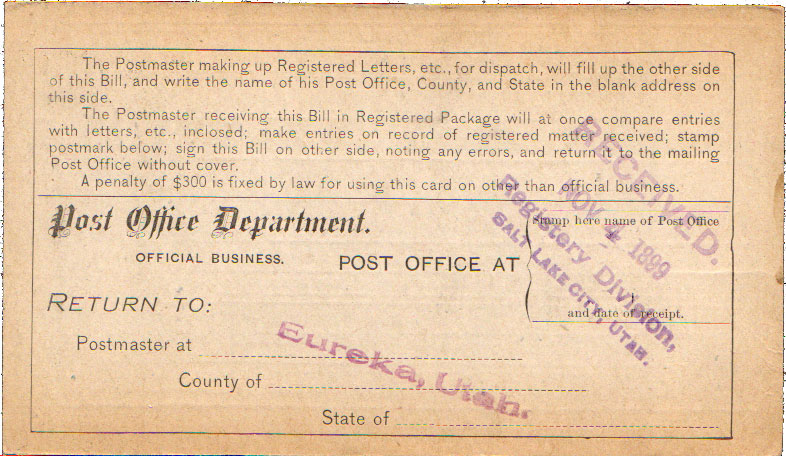 The Postmaster making up Registered Letters, etc., for dispatch, will fill up the other side
of this Bill, and write the name of his Post Office, County, and State in the blank address on
this side.
The Postmaster receiving this Bill in Registered Package will at once compare entries
with letters, etc., inclosed; make entries on record of registered matter received; stamp
postmark below; sign this Bill on other side, noting any errors, and return it to the mailing
Post Office without cover.
A penalty of $300 is fixed by law for using this card on other than official business.
Post Office Department.
OFFICIAL BUSINESS.
POST OFFICE AT
Stamp here name of Post Office
and date of receipt.
RECEIVED.
NOV 4 1899
Registery Division,
SALT LAKE CITY, UTAH.
RETURN TO:
Postmaster at
County of
State of
Eureka, Utah.